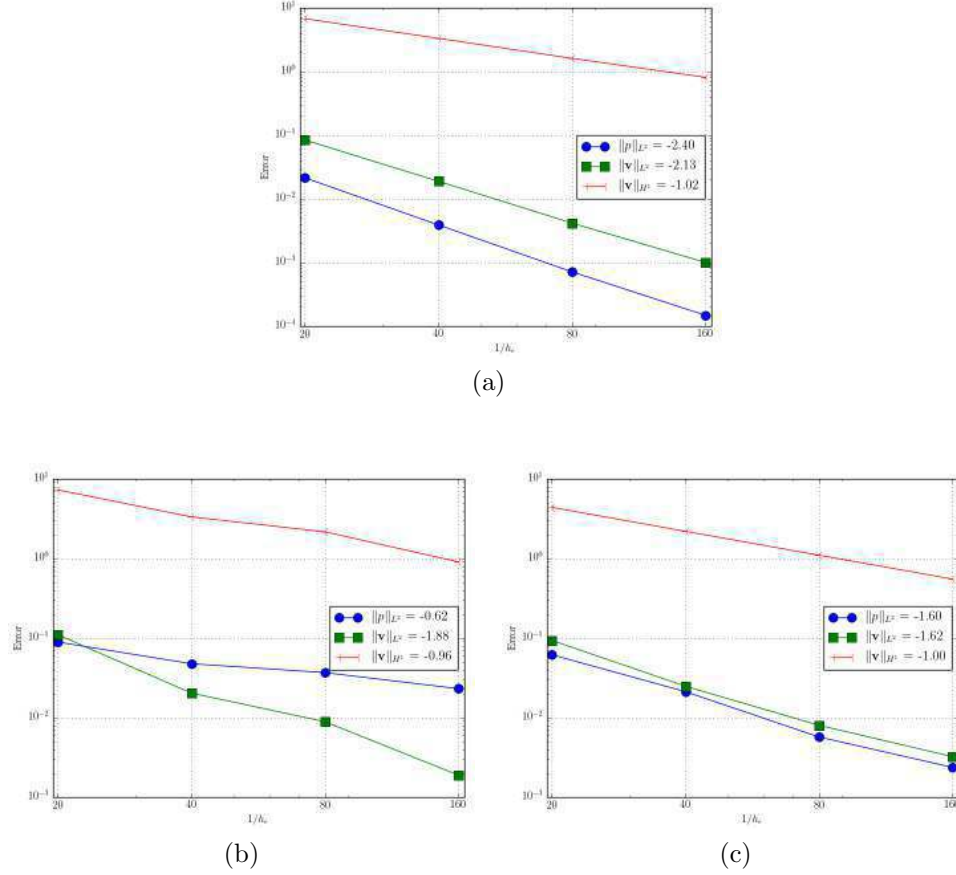 10¹
10⁰
10⁻¹
10⁻²
10⁻³
10⁻⁴
Error
‖p‖_{L²} = -2.40
‖v‖_{L²} = -2.13
‖v‖_{H¹} = -1.02
20 40 80 160
1/hₑ
(a)
10¹
10⁰
10⁻¹
10⁻²
10⁻³
Error
‖p‖_{L²} = -0.62
‖v‖_{L²} = -1.88
‖v‖_{H¹} = -0.96
20 40 80 160
1/hₑ
(b)
10¹
10⁰
10⁻¹
10⁻²
10⁻³
Error
‖p‖_{L²} = -1.60
‖v‖_{L²} = -1.62
‖v‖_{H¹} = -1.00
20 40 80 160
1/hₑ
(c)